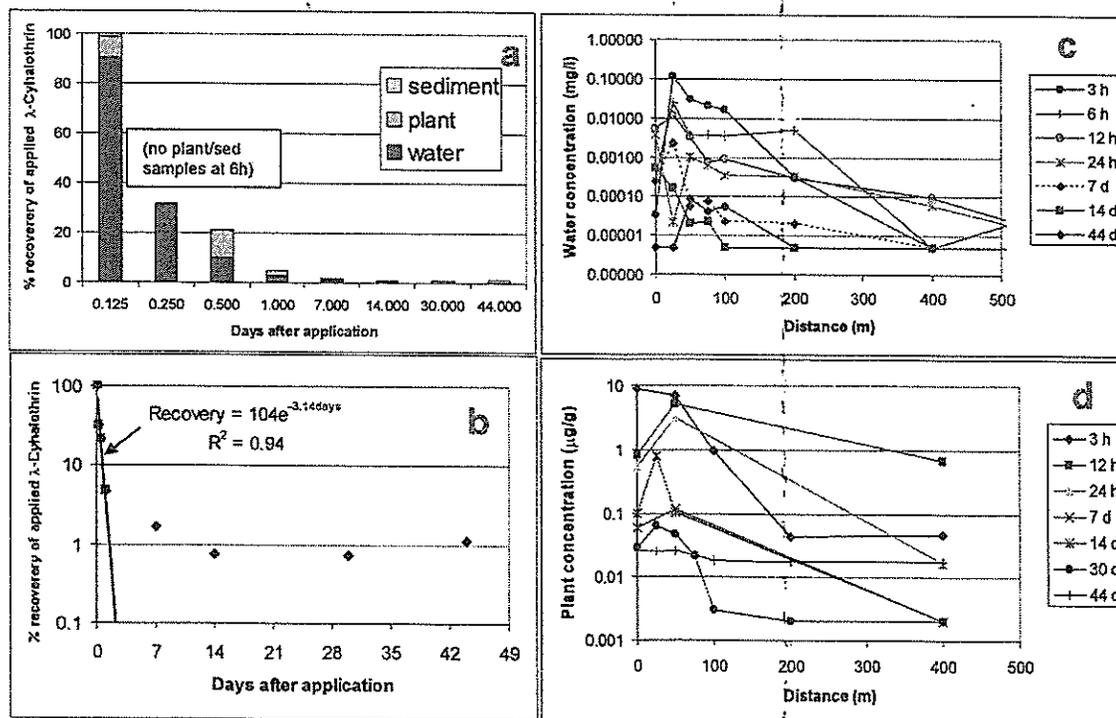 a
% recovery of applied λ-Cyhalothrin
100
80
60
40
20
0
sediment
plant
water
(no plant/sed
samples at 6h)
0.125 0.250 0.500 1.000 7.000 14.000 30.000 44.000
Days after application
b
% recoverery of applied λ-Cyhalothrin
100
10
1
0.1
Recovery = 104e^-3.14days
R² = 0.94
0 7 14 21 28 35 42 49
Days after application
c
Water concentration (mg/l)
1.00000
0.10000
0.01000
0.00100
0.00010
0.00001
0.00000
0 100 200 300 400 500
Distance (m)
3 h
6 h
12 h
24 h
7 d
14 d
44 d
d
Plant concentration (µg/g)
10
1
0.1
0.01
0.001
0 100 200 300 400 500
Distance (m)
3 h
12 h
24 h
7 d
14 d
30 d
44 d